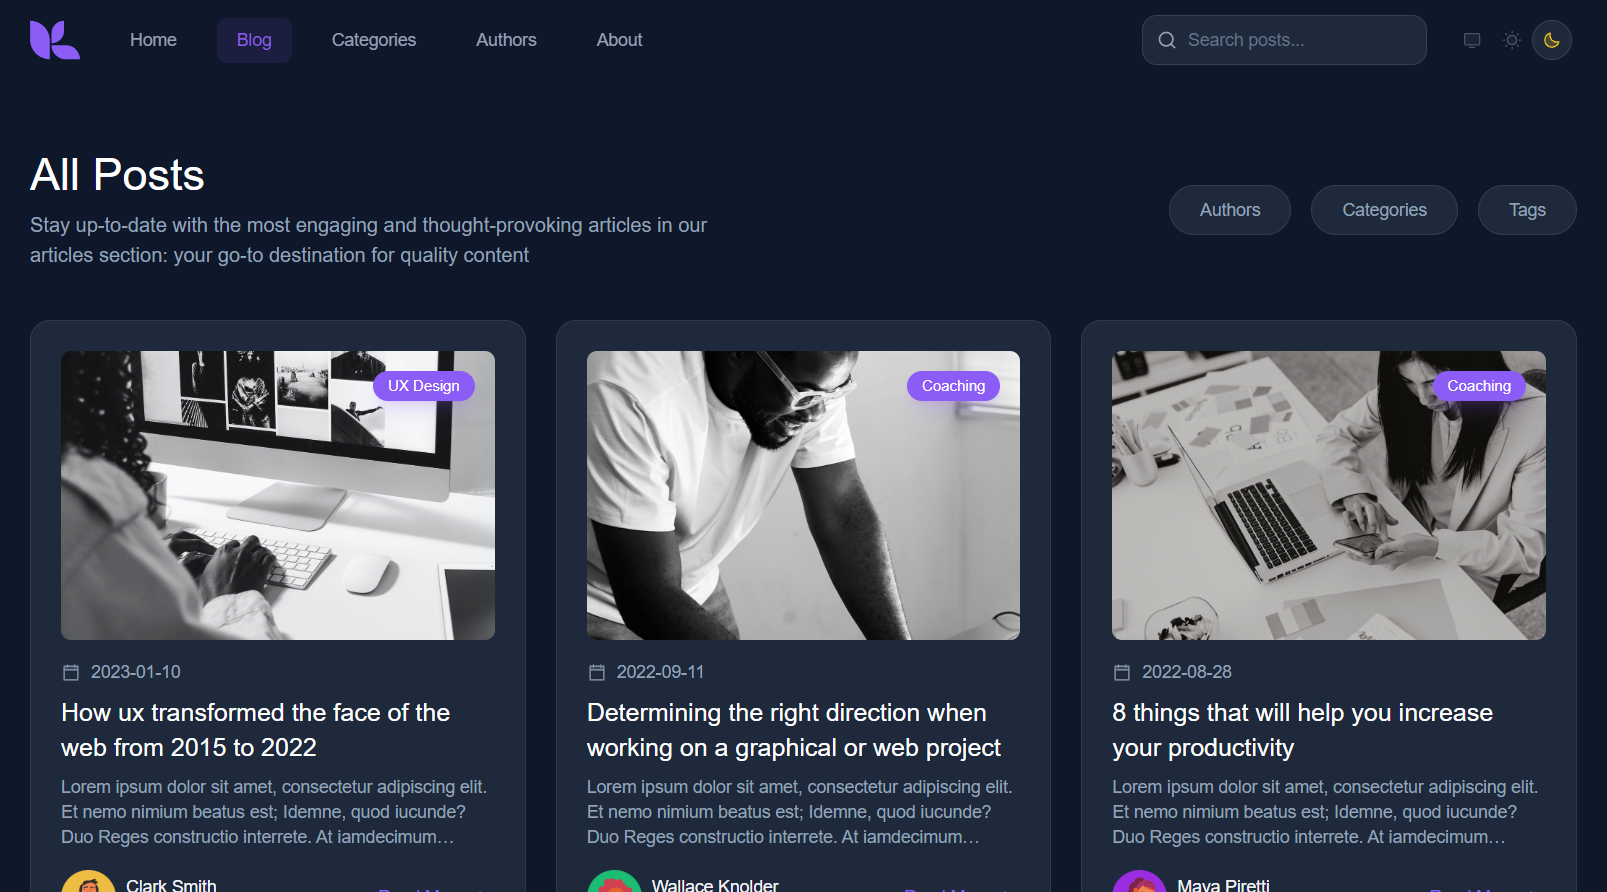 Home
Blog
Categories
Authors
About
Search posts...
All Posts
Stay up-to-date with the most engaging and thought-provoking articles in our
articles section: your go-to destination for quality content
Authors
Categories
Tags
UX Design
2023-01-10
How ux transformed the face of the
web from 2015 to 2022
Lorem ipsum dolor sit amet, consectetur adipiscing elit.
Et nemo nimium beatus est; Idemne, quod iucunde?
Duo Reges constructio interrete. At iamdecimum…
Clark Smith
Coaching
2022-09-11
Determining the right direction when
working on a graphical or web project
Lorem ipsum dolor sit amet, consectetur adipiscing elit.
Et nemo nimium beatus est; Idemne, quod iucunde?
Duo Reges constructio interrete. At iamdecimum…
Wallace Knolder
Coaching
2022-08-28
8 things that will help you increase
your productivity
Lorem ipsum dolor sit amet, consectetur adipiscing elit.
Et nemo nimium beatus est; Idemne, quod iucunde?
Duo Reges constructio interrete. At iamdecimum…
Maya Piretti